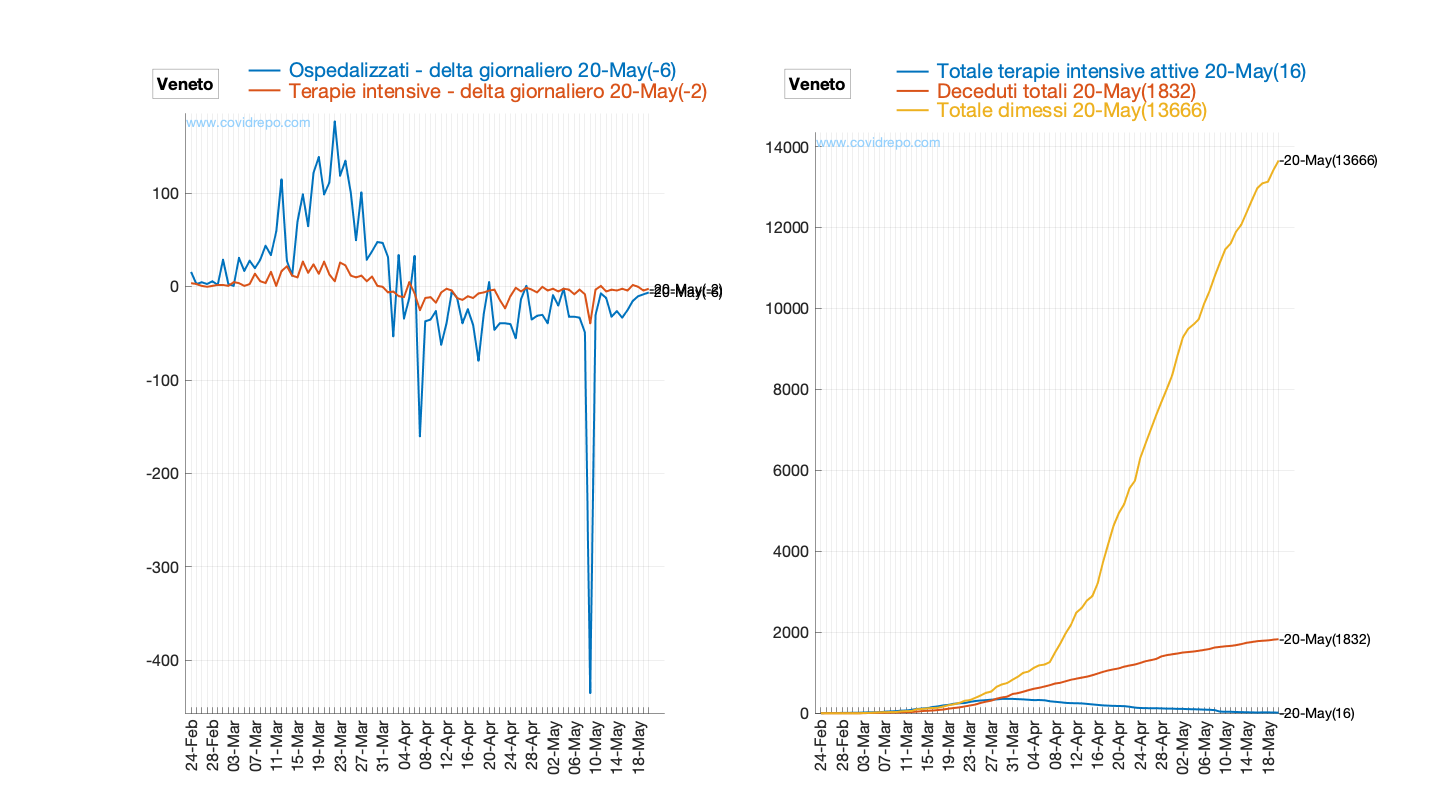 Veneto
Ospedalizzati - delta giornaliero 20-May(-6)
Terapie intensive - delta giornaliero 20-May(-2)
www.covidrepo.com
100
0
-100
-200
-300
-400
-20-May(-2)
-20-May(-6)
24-Feb
28-Feb
03-Mar
07-Mar
11-Mar
15-Mar
19-Mar
23-Mar
27-Mar
31-Mar
04-Apr
08-Apr
12-Apr
16-Apr
20-Apr
24-Apr
28-Apr
02-May
06-May
10-May
14-May
18-May
Veneto
Totale terapie intensive attive 20-May(16)
Deceduti totali 20-May(1832)
Totale dimessi 20-May(13666)
www.covidrepo.com
14000
12000
10000
8000
6000
4000
2000
0
-20-May(13666)
-20-May(1832)
-20-May(16)
24-Feb
28-Feb
03-Mar
07-Mar
11-Mar
15-Mar
19-Mar
23-Mar
27-Mar
31-Mar
04-Apr
08-Apr
12-Apr
16-Apr
20-Apr
24-Apr
28-Apr
02-May
06-May
10-May
14-May
18-May